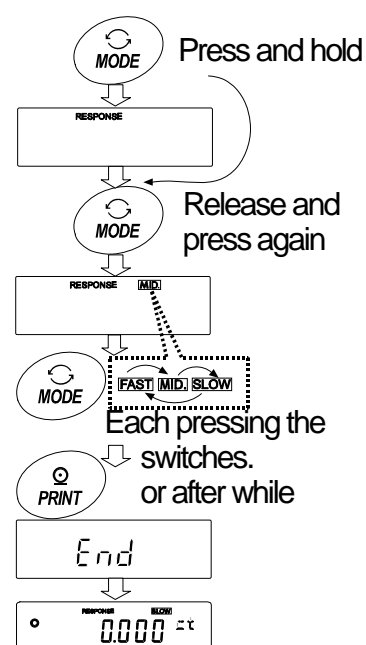 MODE
Press and hold
RESPONSE
MODE
Release and
press again
RESPONSE MID.
MODE
FAST MID. SLOW
Each pressing the
switches.
PRINT
or after while
End
RESPONSE SLOW
0.000 ct